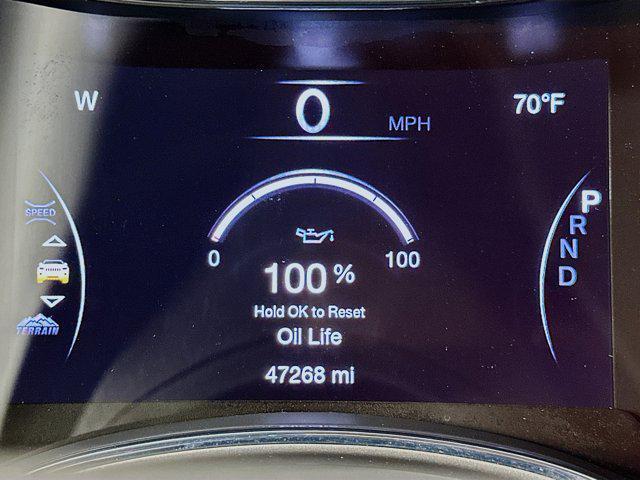 W
0 MPH
70°F
SPEED
TERRAIN
0 100
100 %
Hold OK to Reset
Oil Life
47268 mi
P
R
N
D